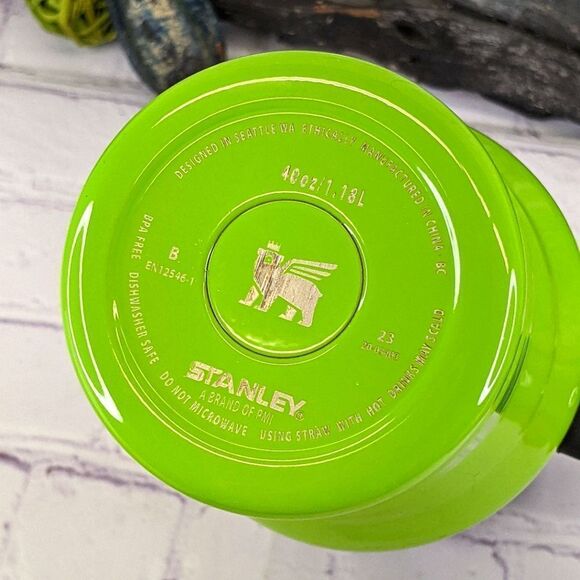 DESIGNED IN SEATTLE WA ETHICALLY MANUFACTURED IN CHINA - BC
40oz/1.18L
B
EN12546-1
23
STANLEY®
A BRAND OF PMI
BPA FREE DISHWASHER SAFE DO NOT MICROWAVE USING STRAW WITH HOT DRINKS MAY SCALD